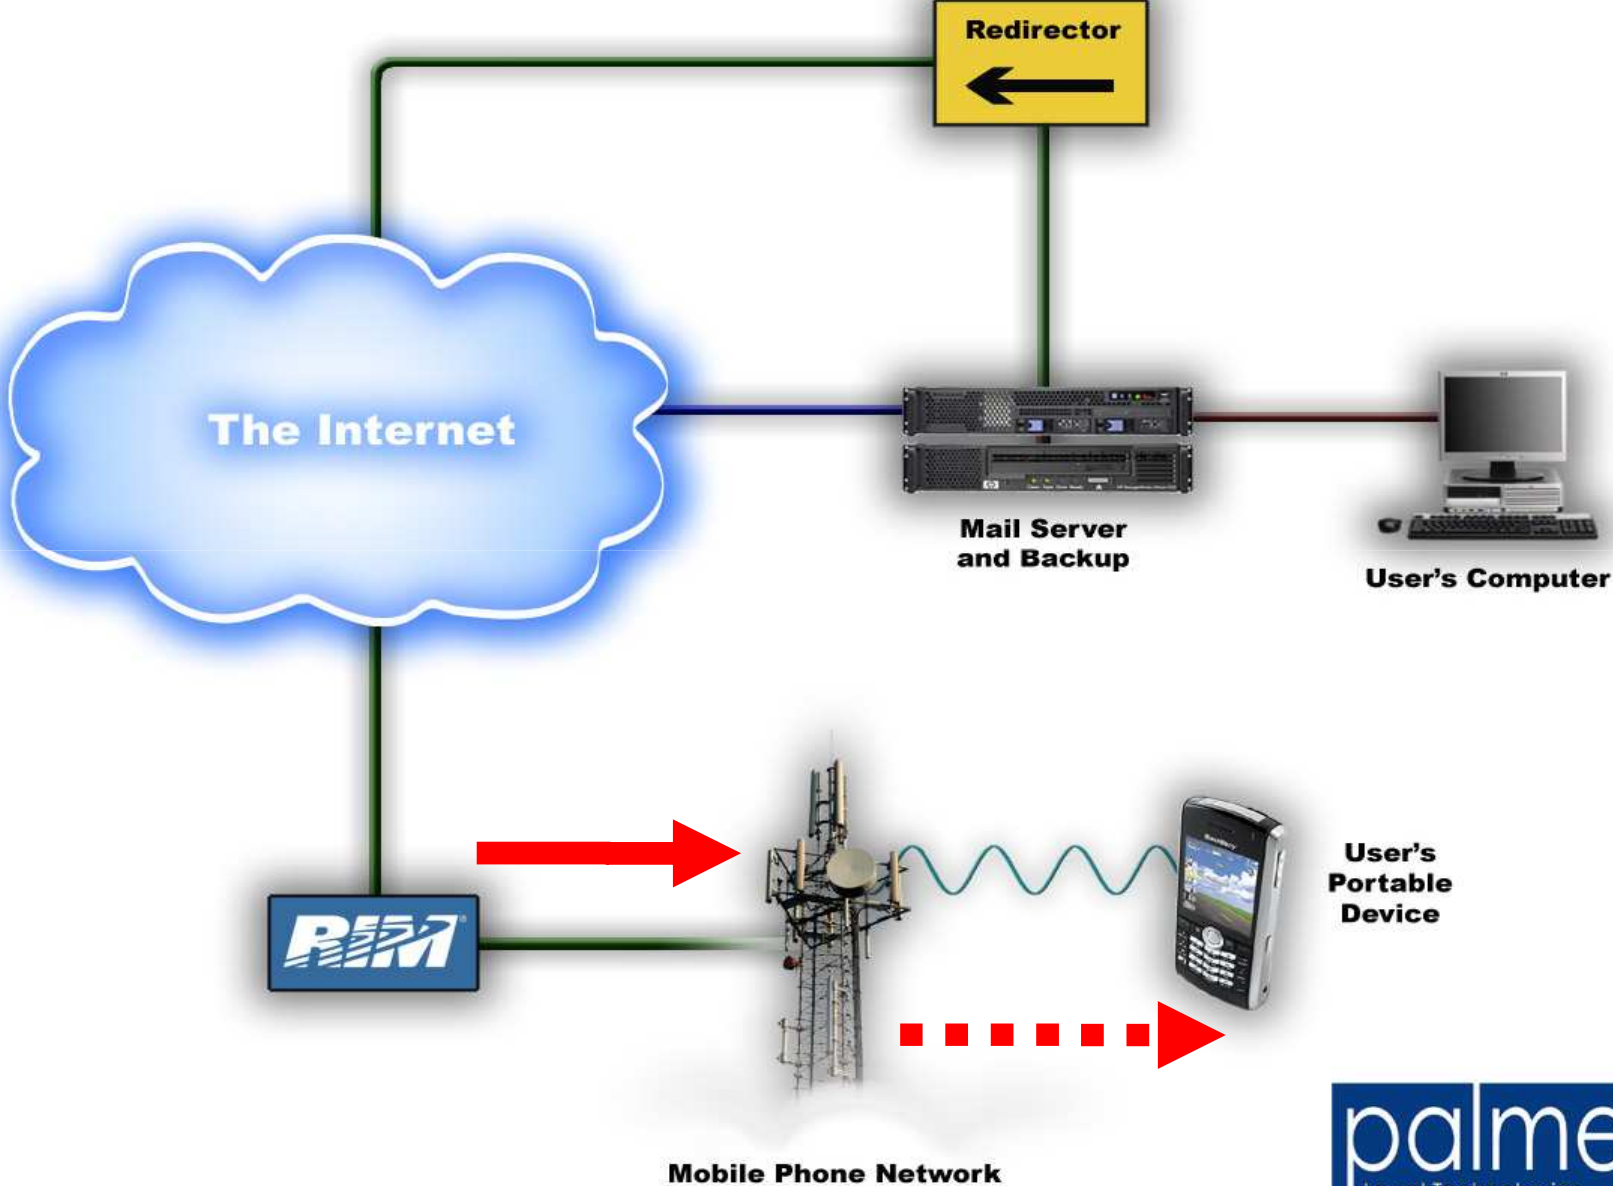 Redirector
The Internet
Mail Server
and Backup
User's Computer
RIM
User's
Portable
Device
Mobile Phone Network
palme